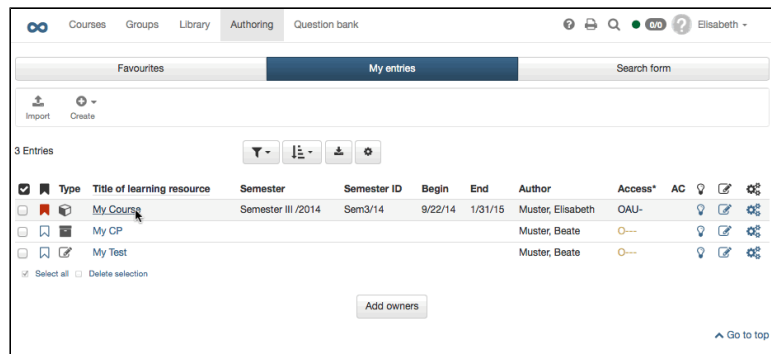 Courses Groups Library Authoring Question bank 0/0 Elisabeth
Favourites My entries Search form
Import Create
3 Entries
Type Title of learning resource Semester Semester ID Begin End Author Access* AC
My Course Semester III /2014 Sem3/14 9/22/14 1/31/15 Muster, Elisabeth OAU-
My CP Muster, Beate O---
My Test Muster, Beate O---
Select all Delete selection
Add owners
Go to top